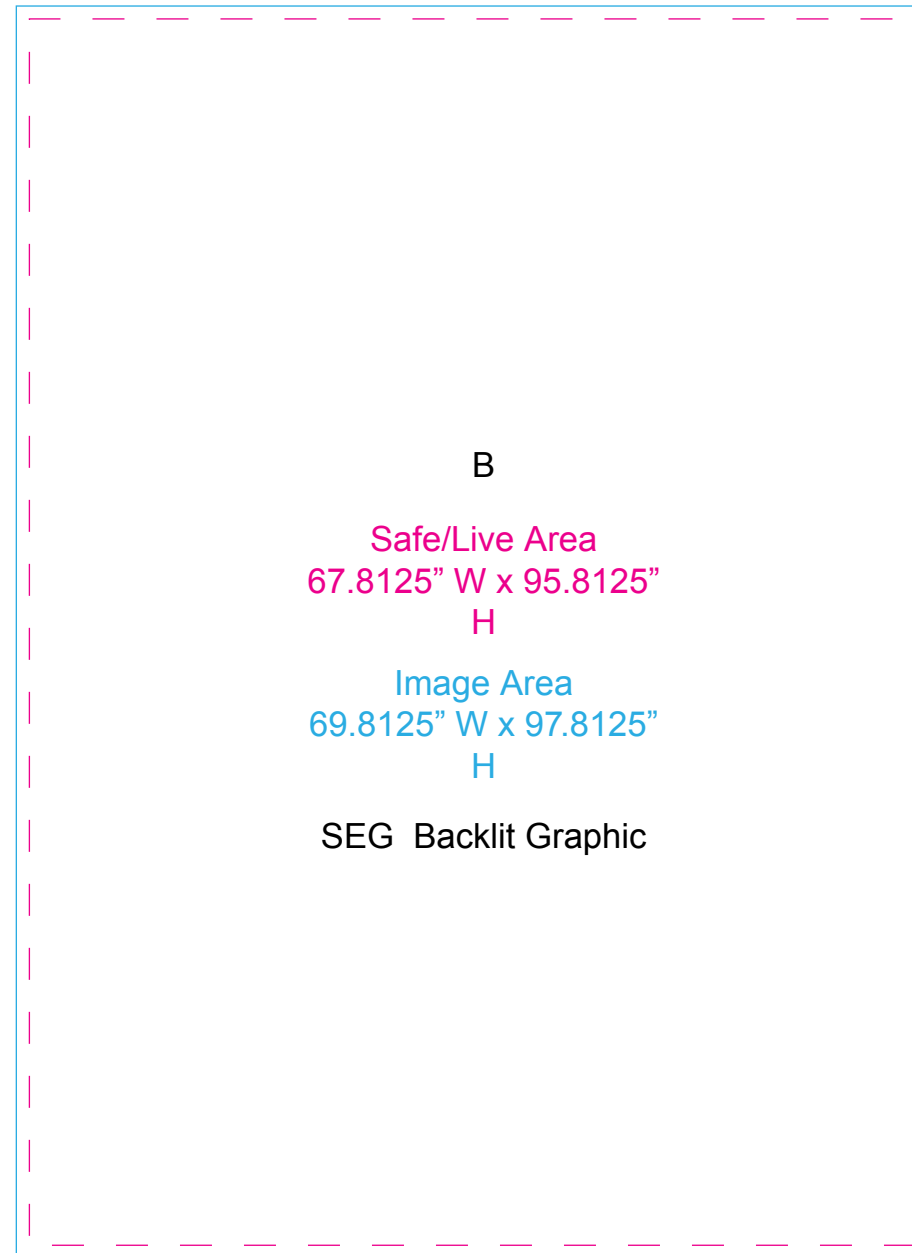 B
Safe/Live Area
67.8125” W x 95.8125”
H
Image Area
69.8125” W x 97.8125”
H
SEG  Backlit Graphic